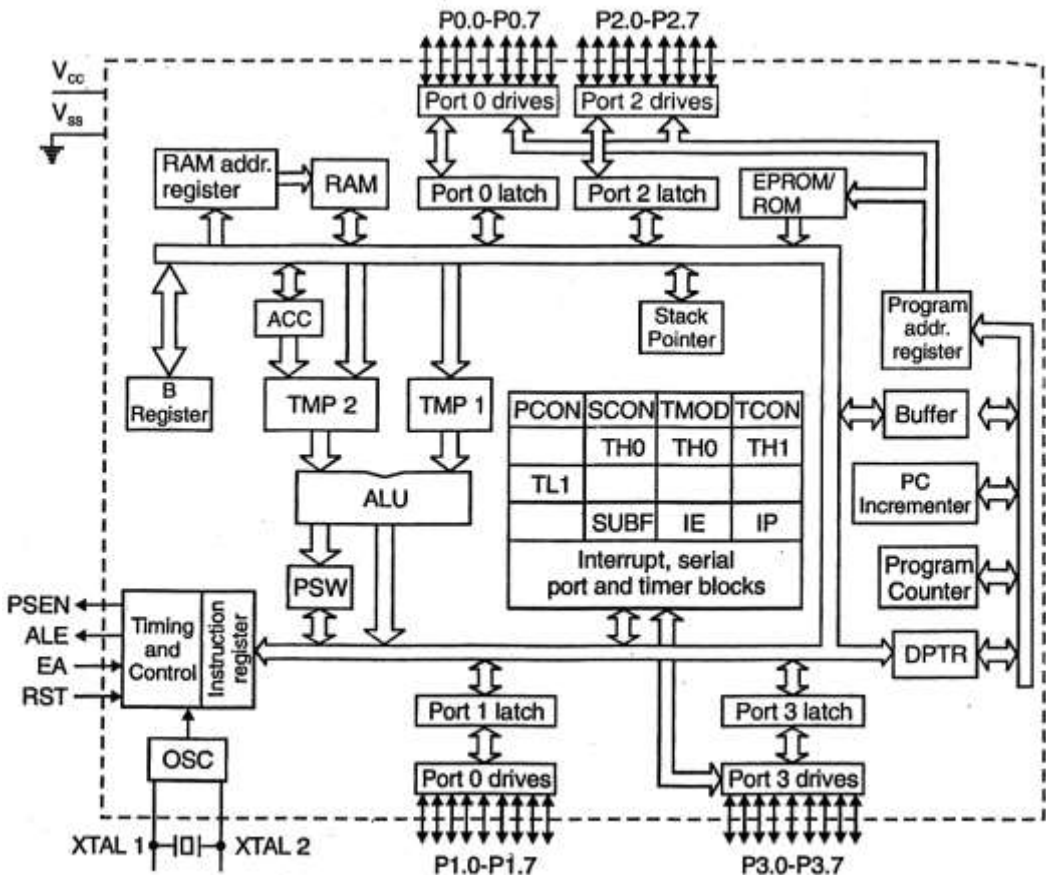 P0.0-P0.7
P2.0-P2.7
Vcc
Vss
Port 0 drives
Port 2 drives
RAM addr.
register
RAM
Port 0 latch
Port 2 latch
EPROM/
ROM
ACC
Stack
Pointer
Program
addr.
register
B
Register
TMP 2
TMP 1
PCON SCON TMOD TCON
TH0 TH0 TH1
TL1
SUBF IE IP
Interrupt, serial
port and timer blocks
Buffer
PC
Incrementer
Program
Counter
DPTR
ALU
PSW
PSEN
ALE
EA
RST
Timing
and
Control
Instruction
register
Port 1 latch
Port 3 latch
OSC
Port 0 drives
Port 3 drives
XTAL 1
XTAL 2
P1.0-P1.7
P3.0-P3.7